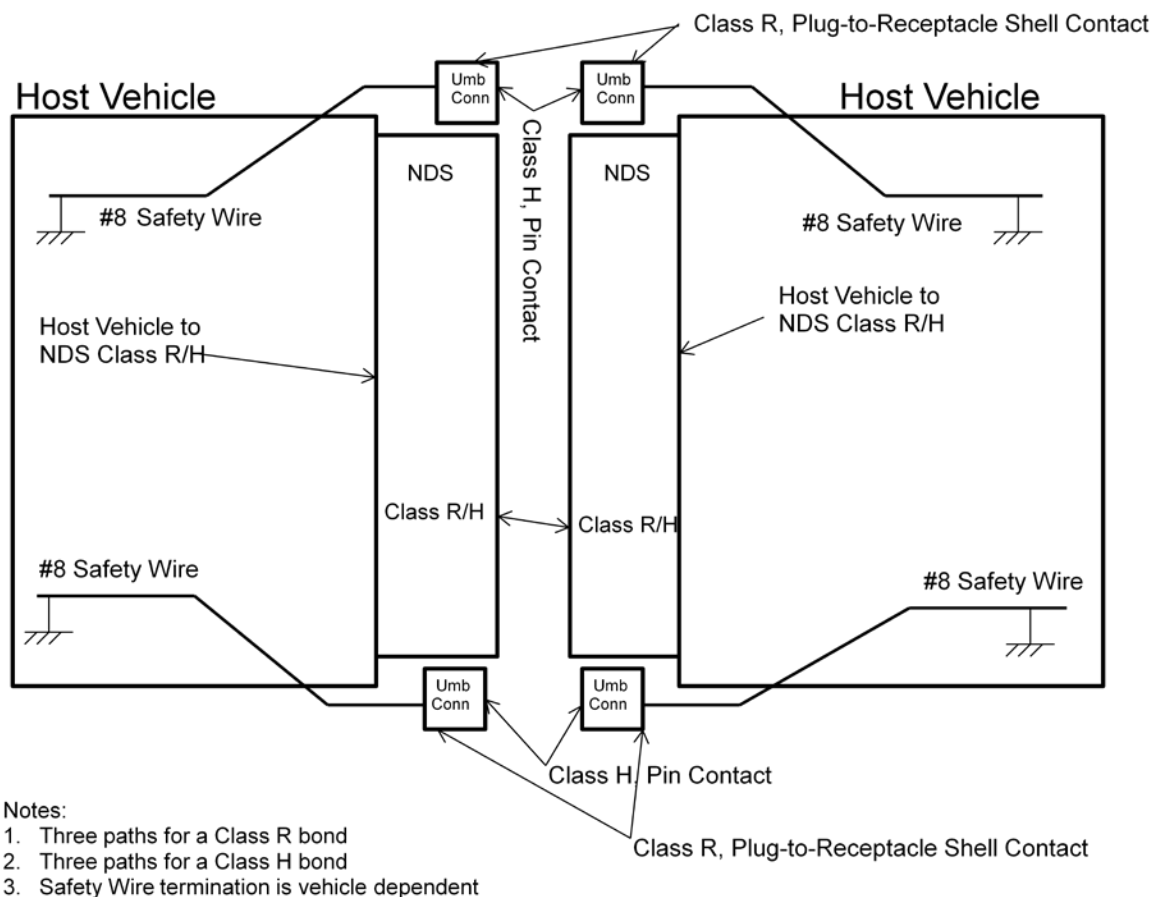 Class R, Plug-to-Receptacle Shell Contact
Umb
Conn
Umb
Conn
Host Vehicle
Host Vehicle
Class H, Pin Contact
NDS
NDS
#8 Safety Wire
#8 Safety Wire
Host Vehicle to
NDS Class R/H
Host Vehicle to
NDS Class R/H
Class R/H
Class R/H
#8 Safety Wire
#8 Safety Wire
Umb
Conn
Umb
Conn
Class H, Pin Contact
Class R, Plug-to-Receptacle Shell Contact
Notes:
1. Three paths for a Class R bond
2. Three paths for a Class H bond
3. Safety Wire termination is vehicle dependent